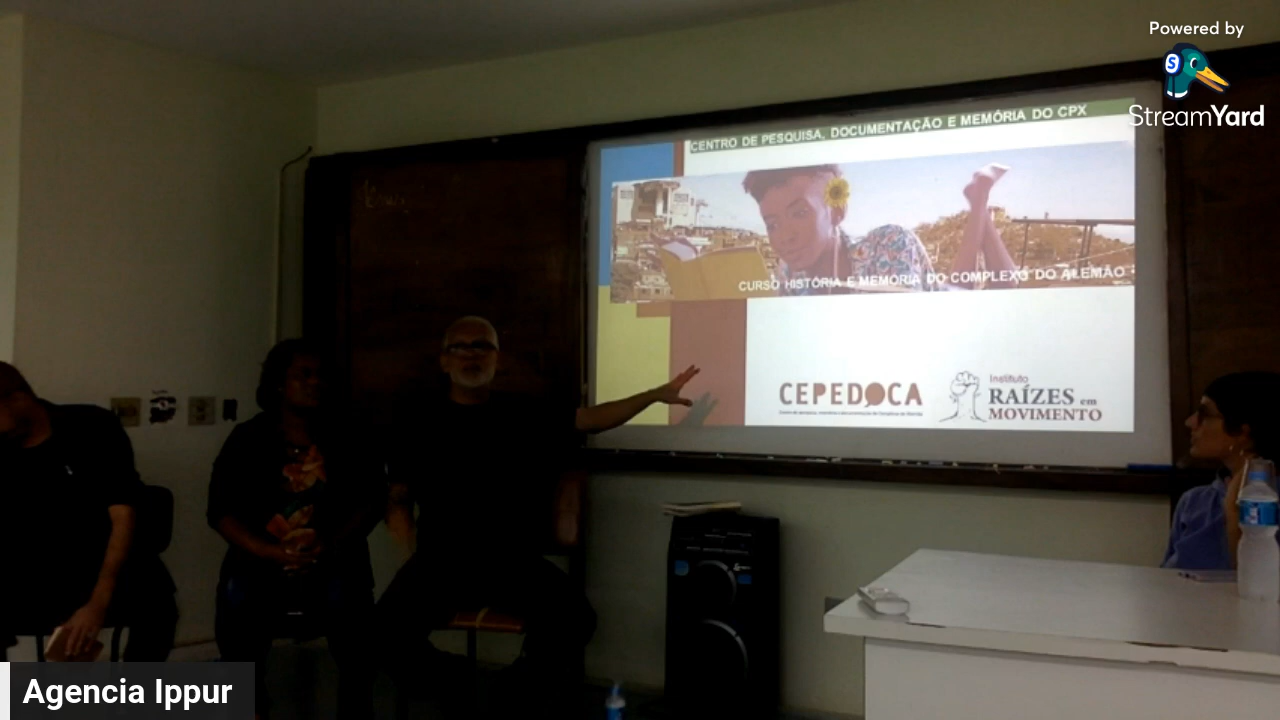 Powered by
StreamYard
CENTRO DE PESQUISA, DOCUMENTAÇÃO E MEMÓRIA DO CPX
CURSO HISTÓRIA E MEMÓRIA DO COMPLEXO DO ALEMÃO
CEPEDOCA
Instituto
RAÍZES em
MOVIMENTO
Agencia Ippur